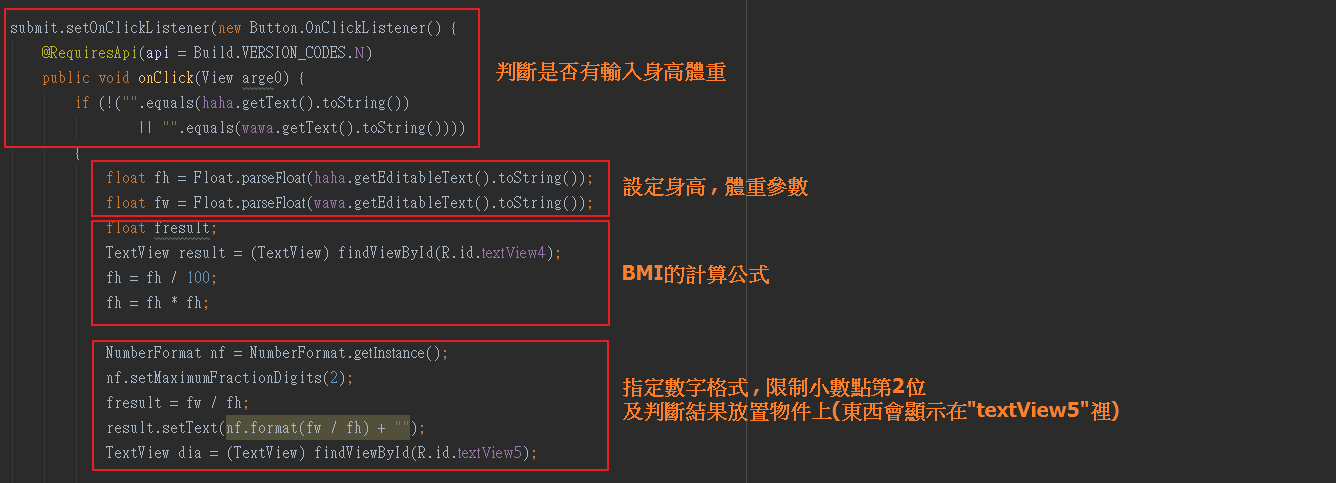 submit.setOnClickListener(new Button.OnClickListener() {
@RequiresApi(api = Build.VERSION_CODES.N)
public void onClick(View arge0) {
判斷是否有輸入身高體重
if (!("".equals(haha.getText().toString())
|| "".equals(wawa.getText().toString())))
{
float fh = Float.parseFloat(haha.getEditableText().toString());
設定身高 , 體重參數
float fw = Float.parseFloat(wawa.getEditableText().toString());
float fresult;
TextView result = (TextView) findViewById(R.id.textView4);
BMI的計算公式
fh = fh / 100;
fh = fh * fh;
NumberFormat nf = NumberFormat.getInstance();
nf.setMaximumFractionDigits(2);
指定數字格式 , 限制小數點第2位
fresult = fw / fh;
及判斷結果放置物件上(東西會顯示在"textView5"裡)
result.setText(nf.format(fw / fh) + "");
TextView dia = (TextView) findViewById(R.id.textView5);